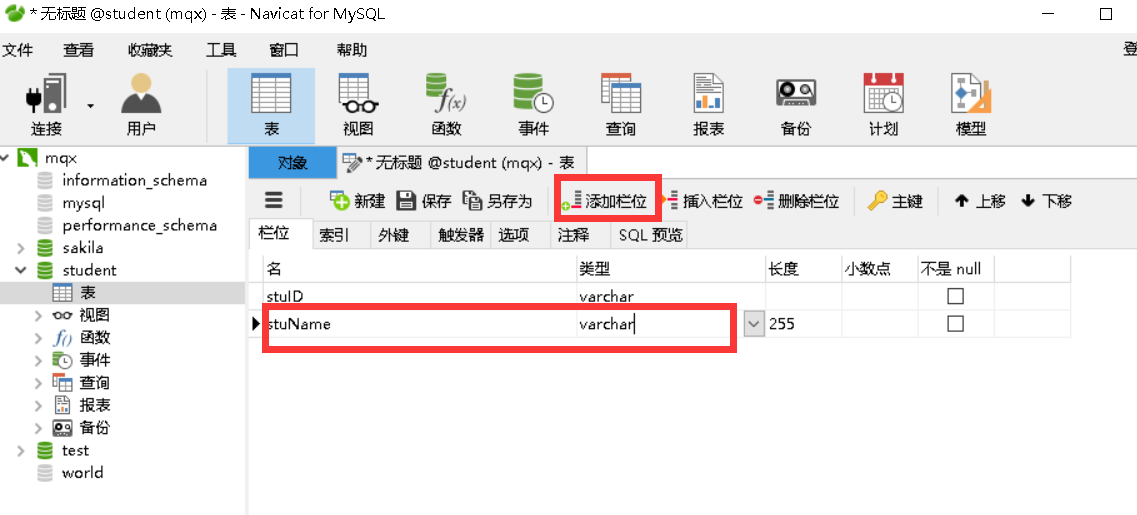 * 无标题 @student (mqx) - 表 - Navicat for MySQL
文件 查看 收藏夹 工具 窗口 帮助 登
连接 用户 表 视图 函数 事件 查询 报表 备份 计划 模型
mqx
information_schema
mysql
performance_schema
sakila
student
表
视图
函数
事件
查询
报表
备份
test
world
对象 * 无标题 @student (mqx) - 表
新建 保存 另存为 添加栏位 插入栏位 删除栏位 主键 上移 下移
栏位 索引 外键 触发器 选项 注释 SQL 预览
名 类型 长度 小数点 不是 null
stuID varchar
stuName varchar 255